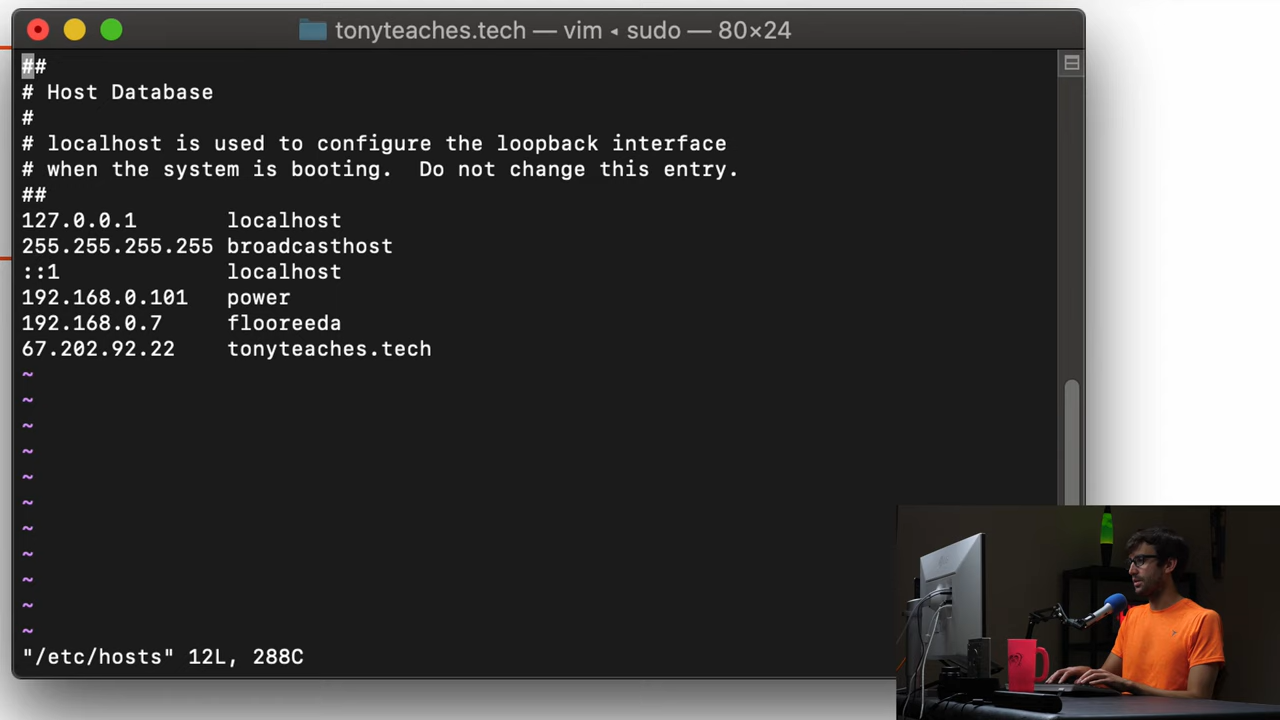 tonyteaches.tech — vim ◂ sudo — 80×24
##
# Host Database
#
# localhost is used to configure the loopback interface
# when the system is booting.  Do not change this entry.
##
127.0.0.1       localhost
255.255.255.255 broadcasthost
::1             localhost
192.168.0.101   power
192.168.0.7     flooreeda
67.202.92.22    tonyteaches.tech
~
~
~
~
~
~
~
~
~
~
~
"/etc/hosts" 12L, 288C